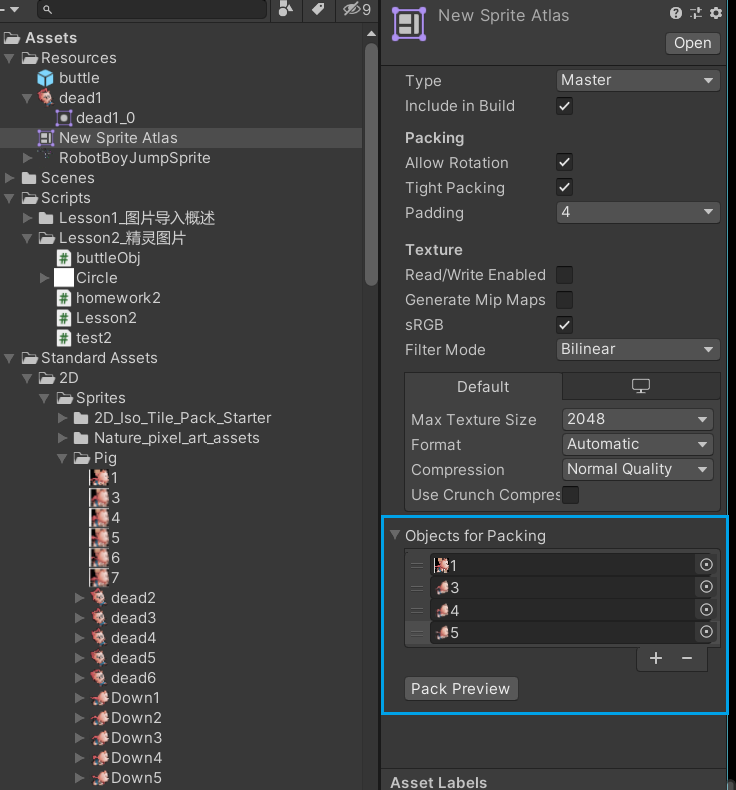 9
Assets
Resources
buttle
dead1
dead1_0
New Sprite Atlas
RobotBoyJumpSprite
Scenes
Scripts
Lesson1_图片导入概述
Lesson2_精灵图片
buttleObj
Circle
homework2
Lesson2
test2
Standard Assets
2D
Sprites
2D_Iso_Tile_Pack_Starter
Nature_pixel_art_assets
Pig
1
3
4
5
6
7
dead2
dead3
dead4
dead5
dead6
Down1
Down2
Down3
Down4
Down5
New Sprite Atlas
Open
Type Master
Include in Build
Packing
Allow Rotation
Tight Packing
Padding 4
Texture
Read/Write Enabled
Generate Mip Maps
sRGB
Filter Mode Bilinear
Default
Max Texture Size 2048
Format Automatic
Compression Normal Quality
Use Crunch Compres
Objects for Packing
1
3
4
5
Pack Preview
Asset Labels